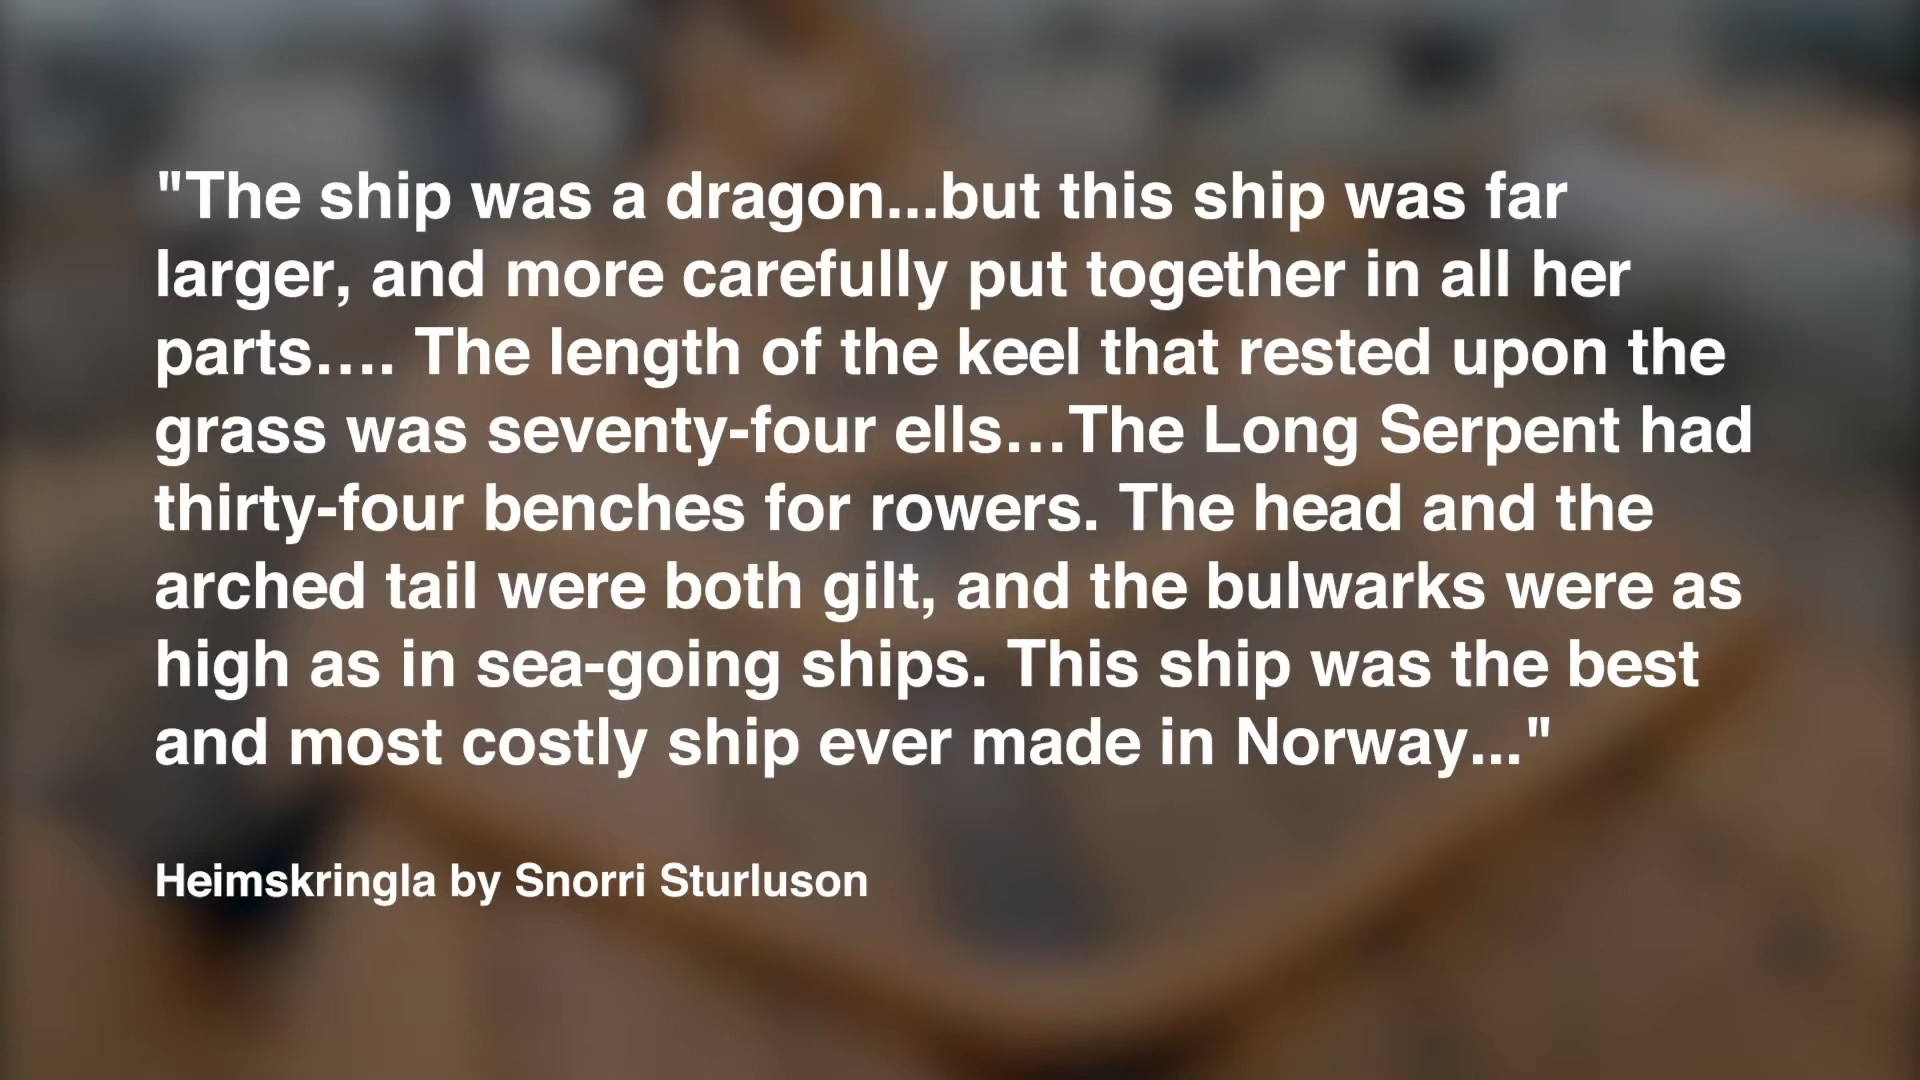 "The ship was a dragon...but this ship was far
larger, and more carefully put together in all her
parts…. The length of the keel that rested upon the
grass was seventy-four ells…The Long Serpent had
thirty-four benches for rowers. The head and the
arched tail were both gilt, and the bulwarks were as
high as in sea-going ships. This ship was the best
and most costly ship ever made in Norway..."
Heimskringla by Snorri Sturluson